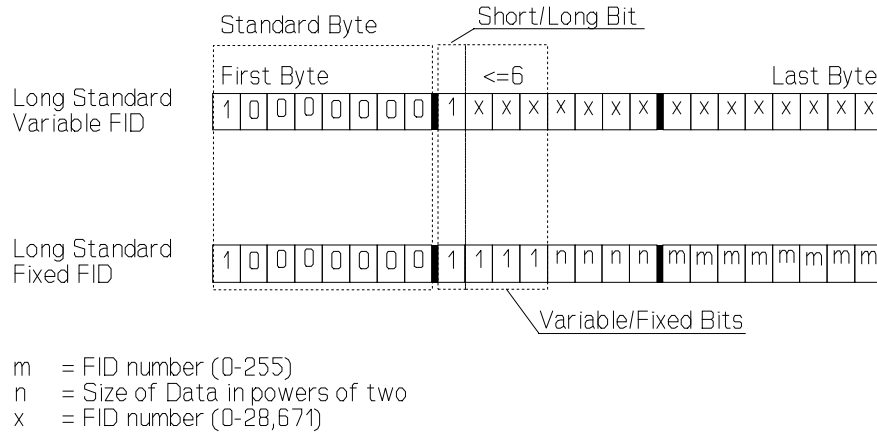 Short/Long Bit
Standard Byte
First Byte <=6 Last Byte
Long Standard
Variable FID
1 0 0 0 0 0 0 0 1 x x x x x x x x x x x x x x x
Long Standard
Fixed FID
1 0 0 0 0 0 0 0 1 1 1 1 n n n n m m m m m m m m
Variable/Fixed Bits
m = FID number (0-255)
n = Size of Data in powers of two
x = FID number (0-28,671)